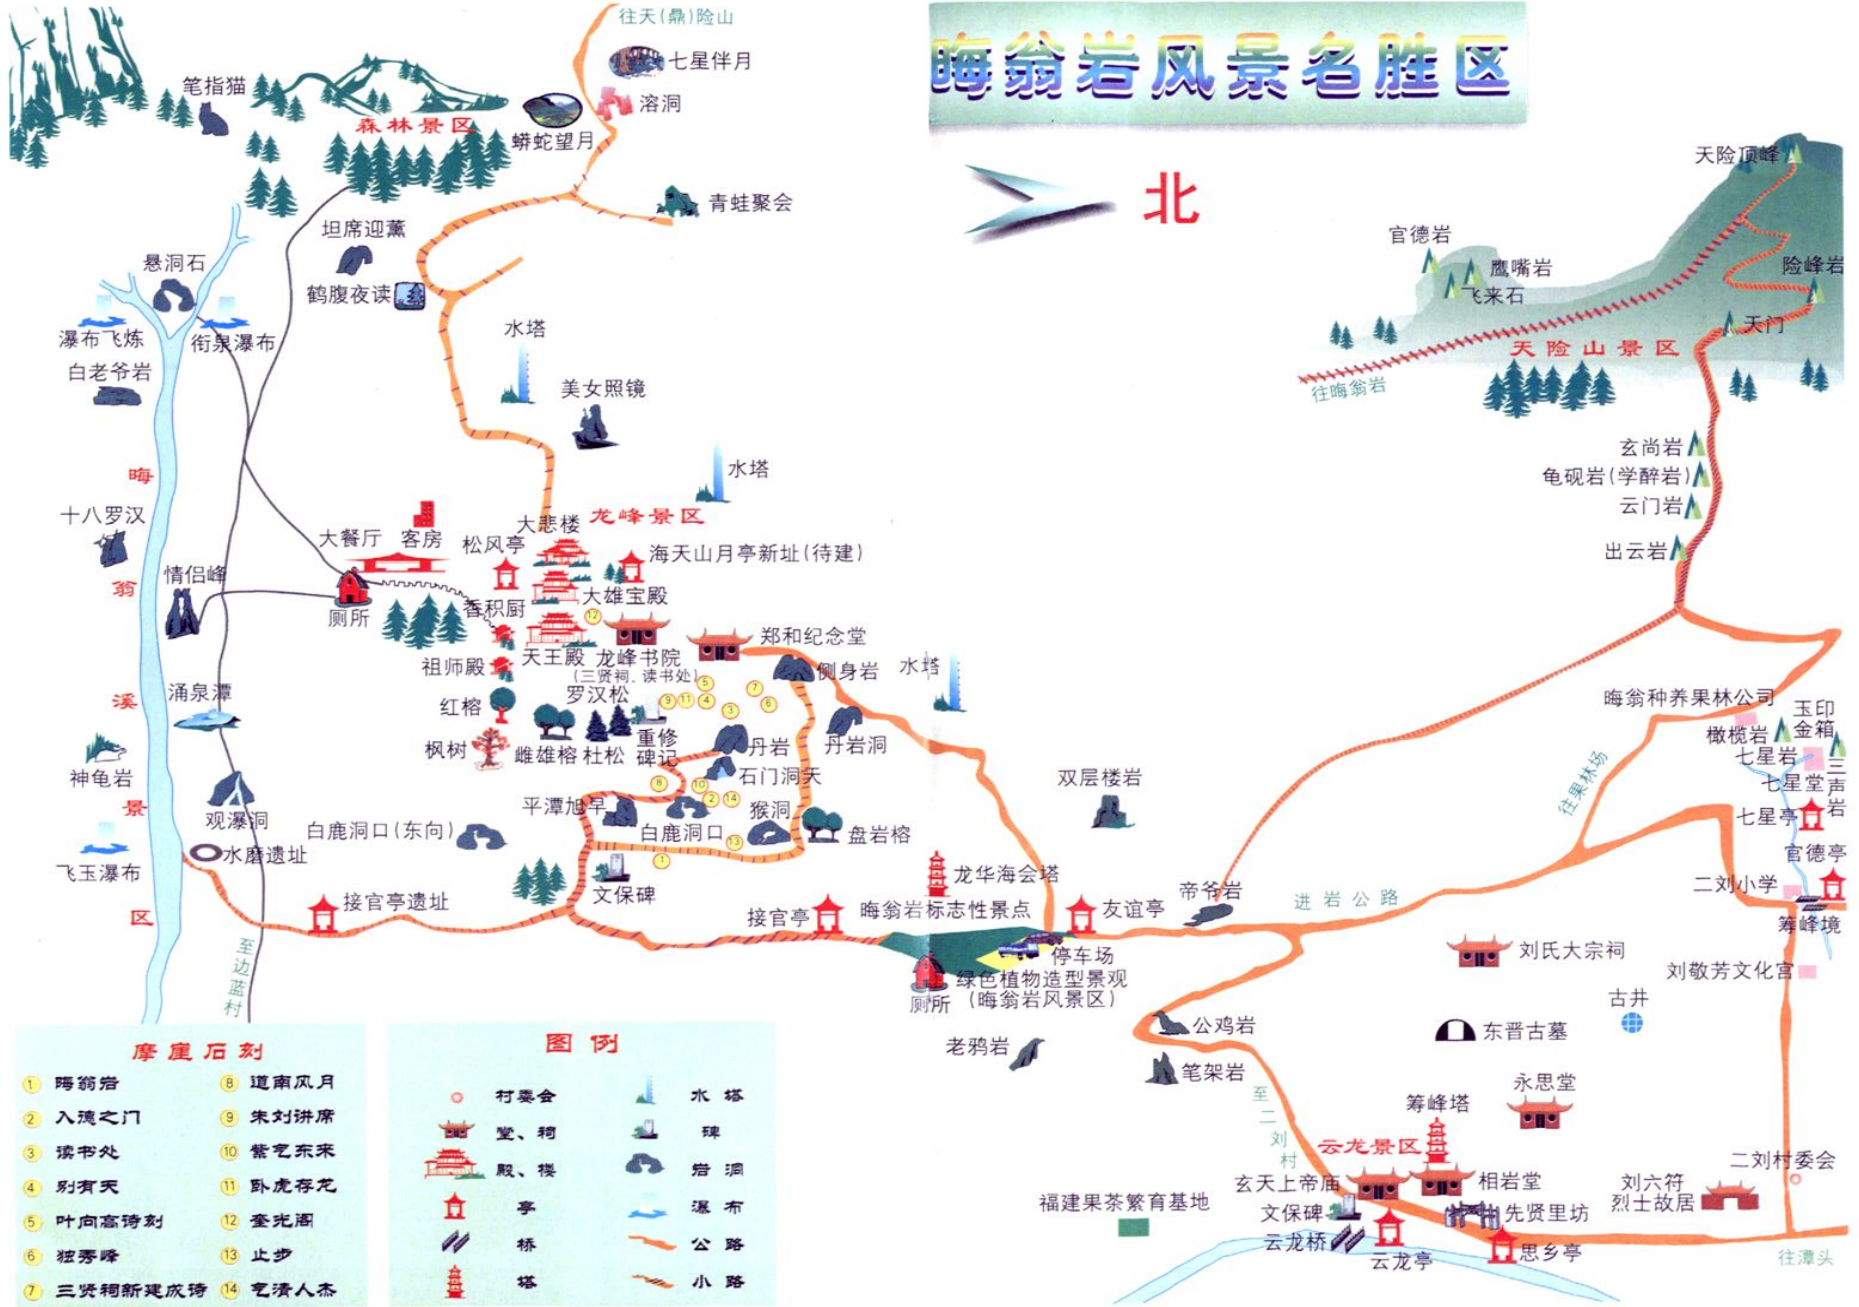 晦翁岩风景名胜区
北
往天(鼎)险山
七星伴月
溶洞
笔指猫
森林景区
蟒蛇望月
青蛙聚会
坦席迎薰
悬洞石
鹤腹夜读
瀑布飞炼
衔泉瀑布
白老爷岩
水塔
美女照镜
水塔
晦翁溪景区
十八罗汉
大餐厅
客房
松风亭
大悲楼
龙峰景区
海天山月亭新址(待建)
情侣峰
厕所
香积厨
大雄宝殿
12
天王殿
龙峰书院
(三贤祠、读书处)
郑和纪念堂
祖师殿
侧身岩
水塔
涌泉潭
红榕
罗汉松
5
7
9
11
4
3
6
枫树
雌雄榕
杜松
重修
碑记
丹岩
丹岩洞
神龟岩
石门洞天
8
10
2
14
观瀑洞
平潭旭早
猴洞
白鹿洞口(东向)
白鹿洞口
13
盘岩榕
1
水磨遗址
飞玉瀑布
文保碑
接官亭遗址
接官亭
龙华海会塔
晦翁岩标志性景点
友谊亭
双层楼岩
帝爷岩
进岩公路
停车场
厕所
绿色植物造型景观
(晦翁岩风景区)
至边蓝村
老鸦岩
公鸡岩
笔架岩
至二刘村
天险顶峰
官德岩
鹰嘴岩
飞来石
险峰岩
天门
天险山景区
往晦翁岩
玄尚岩
龟砚岩(学醉岩)
云门岩
出云岩
晦翁种养果林公司
玉印
金箱
橄榄岩
七星岩
七星堂
三声岩
往果林场
七星亭
官德亭
二刘小学
筹峰境
刘氏大宗祠
刘敬芳文化宫
古井
东晋古墓
永思堂
筹峰塔
云龙景区
玄天上帝庙
相岩堂
文保碑
先贤里坊
云龙桥
云龙亭
思乡亭
刘六符
烈士故居
二刘村委会
往潭头
福建果茶繁育基地
摩崖石刻
1 晦翁岩
2 入德之门
3 读书处
4 别有天
5 叶向高诗刻
6 独秀峰
7 三贤祠新建成诗
8 道南风月
9 朱刘讲席
10 紫气东来
11 卧虎存龙
12 奎光阁
13 止步
14 气清人杰
图例
村委会
堂、祠
殿、楼
亭
桥
塔
水塔
碑
岩洞
瀑布
公路
小路